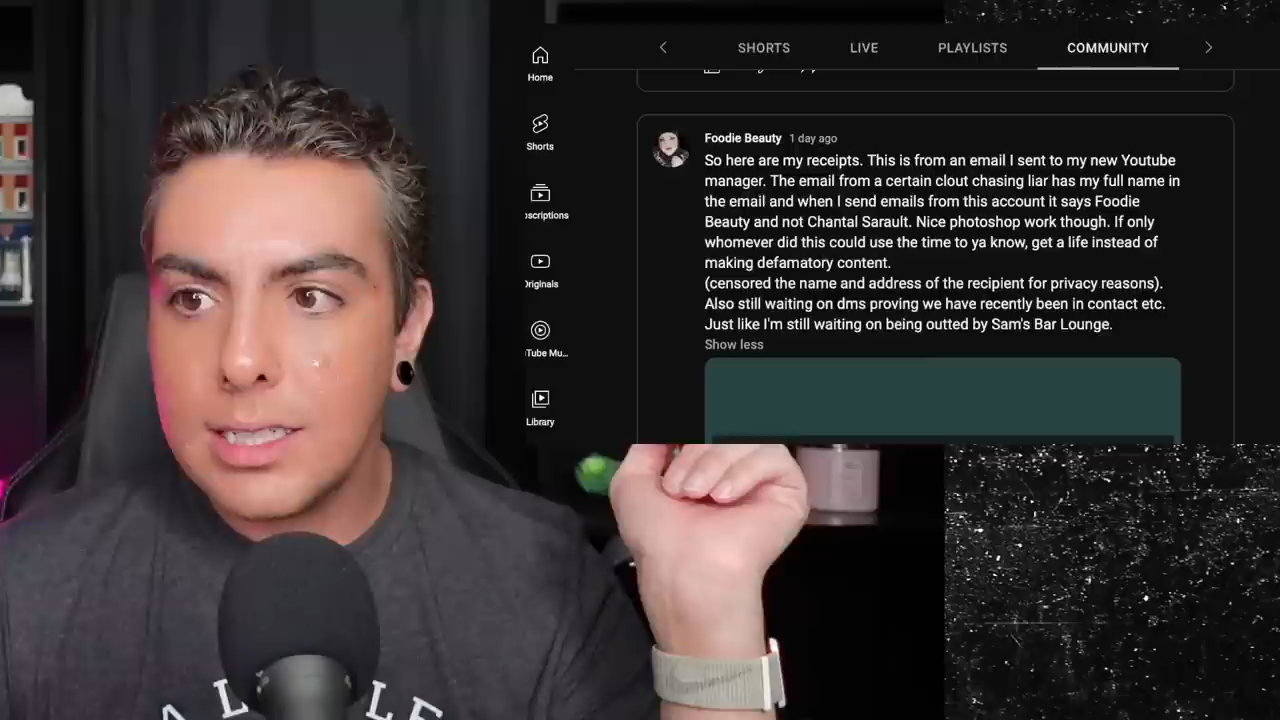 SHORTS LIVE PLAYLISTS COMMUNITY
Home
Shorts
bscriptions
Originals
Tube Mu...
Library
Foodie Beauty 1 day ago
So here are my receipts. This is from an email I sent to my new Youtube
manager. The email from a certain clout chasing liar has my full name in
the email and when I send emails from this account it says Foodie
Beauty and not Chantal Sarault. Nice photoshop work though. If only
whomever did this could use the time to ya know, get a life instead of
making defamatory content.
(censored the name and address of the recipient for privacy reasons).
Also still waiting on dms proving we have recently been in contact etc.
Just like I'm still waiting on being outted by Sam's Bar Lounge.
Show less